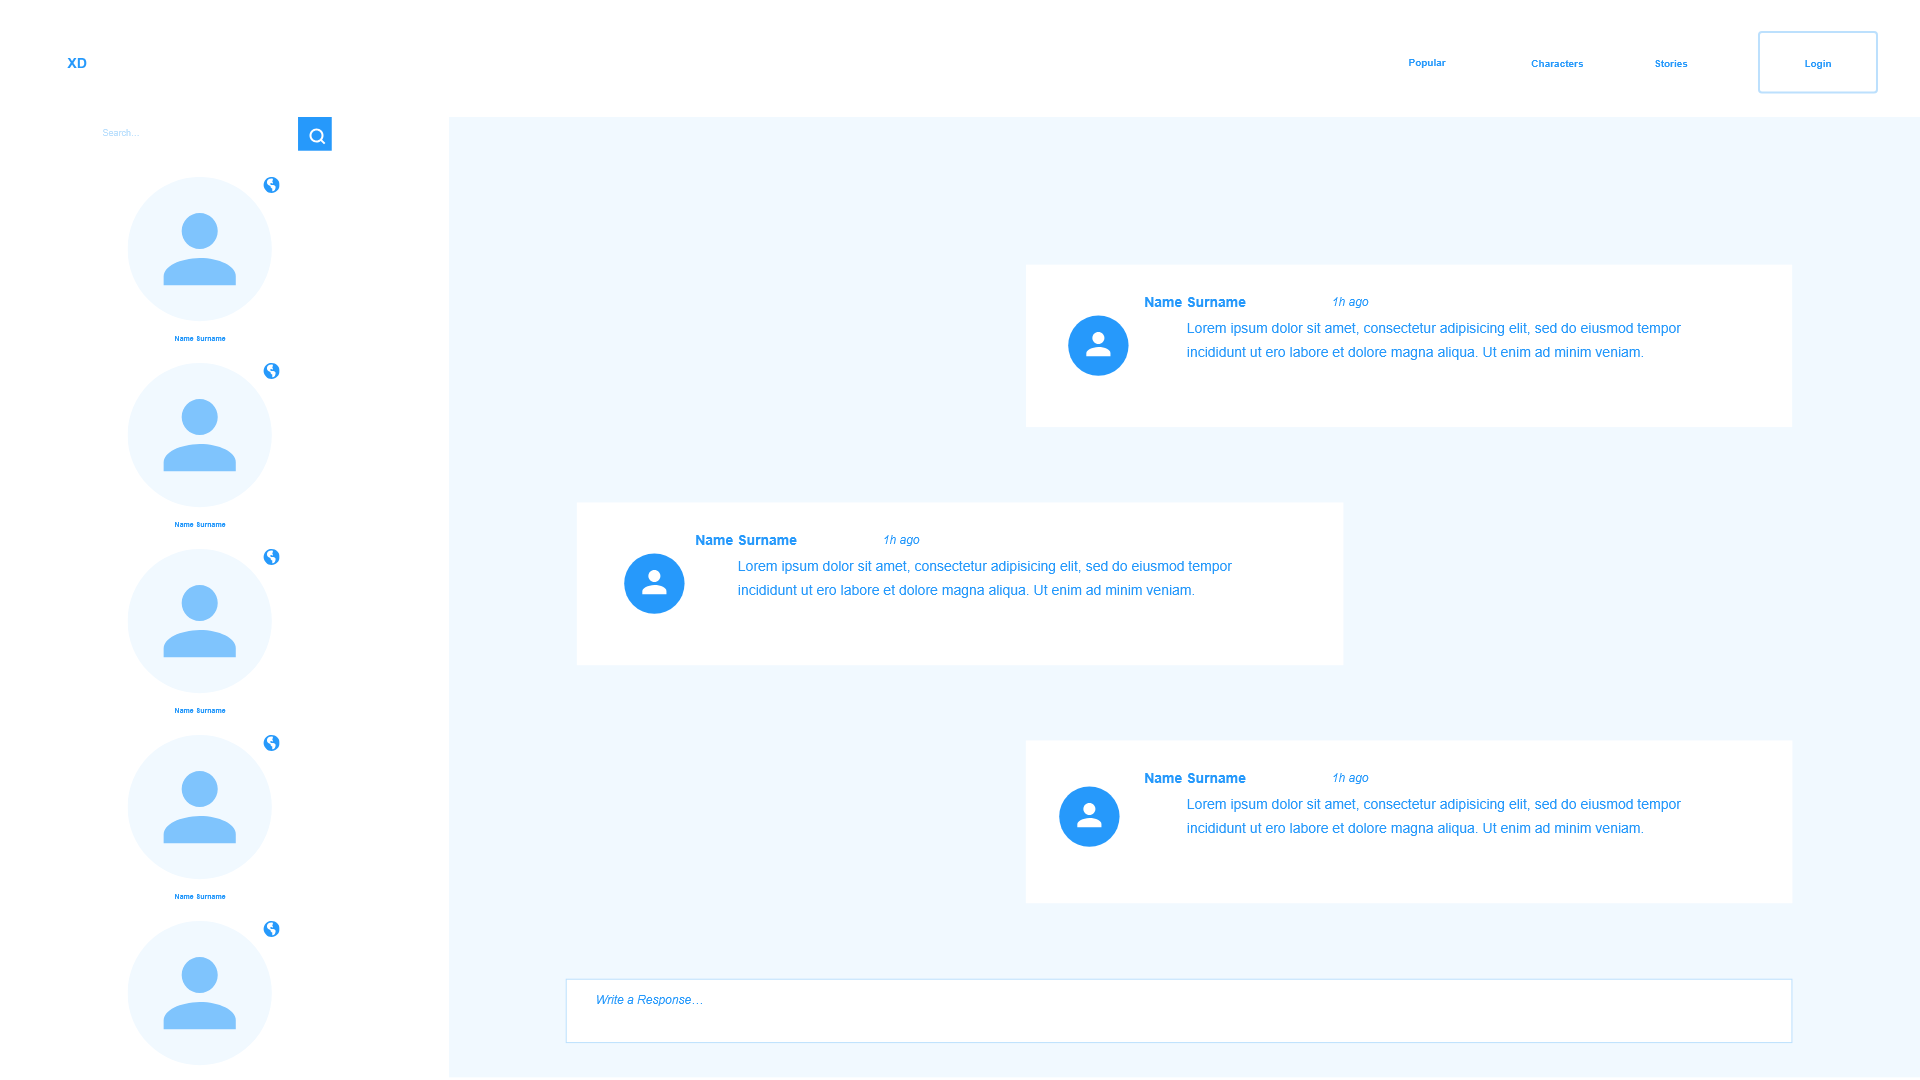 XD
Popular
Characters
Stories
Login
Search...
Name Surname
Name Surname
Name Surname
Name Surname
Name Surname
1h ago
Lorem ipsum dolor sit amet, consectetur adipisicing elit, sed do eiusmod tempor
incididunt ut ero labore et dolore magna aliqua. Ut enim ad minim veniam.
Name Surname
1h ago
Lorem ipsum dolor sit amet, consectetur adipisicing elit, sed do eiusmod tempor
incididunt ut ero labore et dolore magna aliqua. Ut enim ad minim veniam.
Name Surname
1h ago
Lorem ipsum dolor sit amet, consectetur adipisicing elit, sed do eiusmod tempor
incididunt ut ero labore et dolore magna aliqua. Ut enim ad minim veniam.
Write a Response...